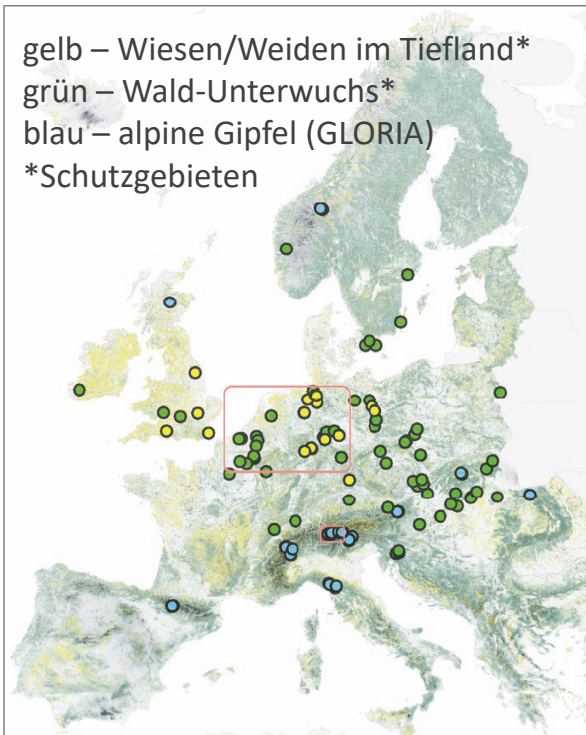 gelb – Wiesen/Weiden im Tiefland*
grün – Wald-Unterwuchs*
blau – alpine Gipfel (GLORIA)
*Schutzgebieten